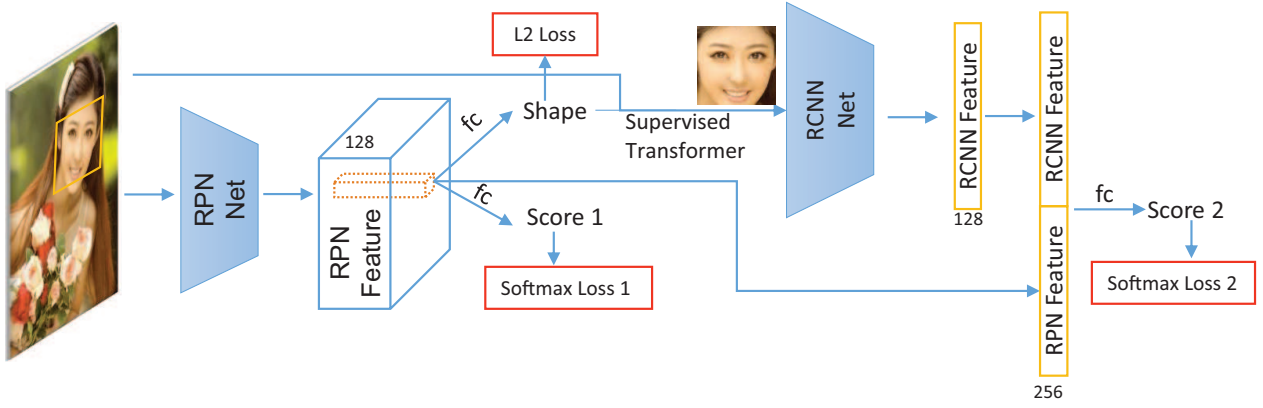 L2 Loss
Shape
fc
128
RPN
Net
RPN
Feature
fc
Score 1
Softmax Loss 1
Supervised
Transformer
RCNN
Net
RCNN Feature
128
RCNN Feature
RPN Feature
256
fc
Score 2
Softmax Loss 2